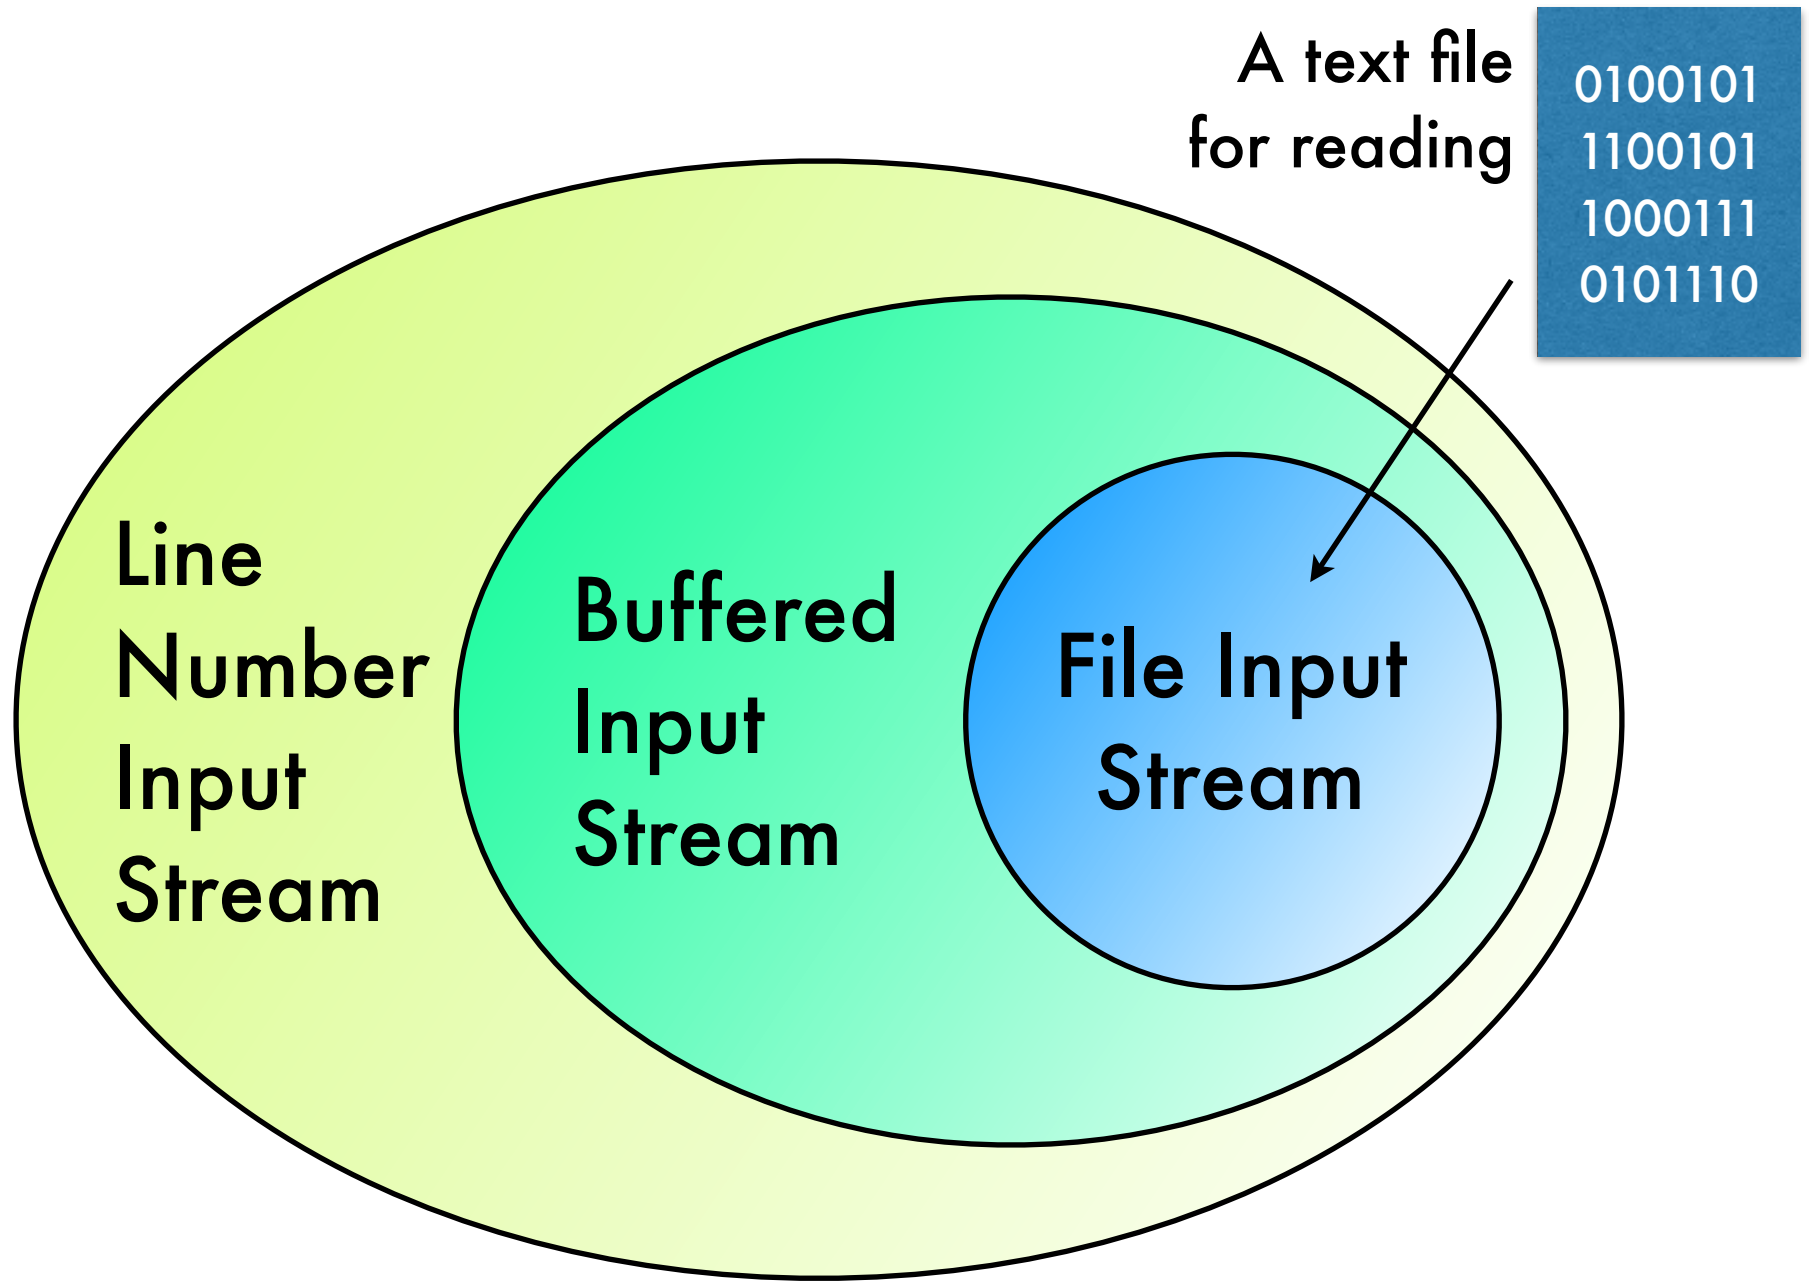 A text file
for reading
0100101
1100101
1000111
0101110
Line
Number
Input
Stream
Buffered
Input
Stream
File Input
Stream